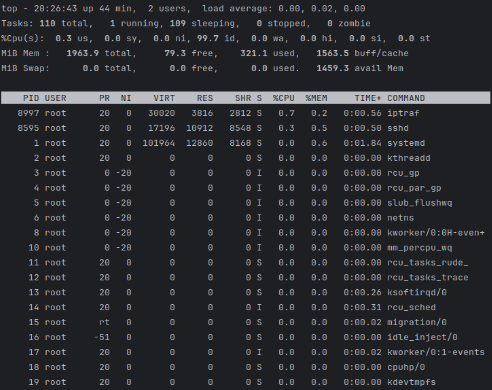 top - 20:26:43 up 44 min,  2 users,  load average: 0.00, 0.02, 0.00
Tasks: 110 total,   1 running, 109 sleeping,   0 stopped,   0 zombie
%Cpu(s):  0.3 us,  0.0 sy,  0.0 ni, 99.7 id,  0.0 wa,  0.0 hi,  0.0 si,  0.0 st
MiB Mem :   1963.9 total,     79.3 free,    321.1 used,   1563.5 buff/cache
MiB Swap:      0.0 total,      0.0 free,      0.0 used.   1459.3 avail Mem
PID USER      PR  NI    VIRT    RES    SHR S  %CPU  %MEM     TIME+ COMMAND
8997 root      20   0   30020   3816   2812 S   0.7   0.2   0:00.56 iptraf
8595 root      20   0   17196  10912   8548 S   0.3   0.5   0:00.50 sshd
1 root      20   0  101964  12860   8168 S   0.0   0.6   0:01.84 systemd
2 root      20   0       0      0      0 S   0.0   0.0   0:00.00 kthreadd
3 root       0 -20       0      0      0 I   0.0   0.0   0:00.00 rcu_gp
4 root       0 -20       0      0      0 I   0.0   0.0   0:00.00 rcu_par_gp
5 root       0 -20       0      0      0 I   0.0   0.0   0:00.00 slub_flushwq
6 root       0 -20       0      0      0 I   0.0   0.0   0:00.00 netns
8 root       0 -20       0      0      0 I   0.0   0.0   0:00.00 kworker/0:0H-even+
10 root       0 -20       0      0      0 I   0.0   0.0   0:00.00 mm_percpu_wq
11 root      20   0       0      0      0 S   0.0   0.0   0:00.00 rcu_tasks_rude_
12 root      20   0       0      0      0 S   0.0   0.0   0:00.00 rcu_tasks_trace
13 root      20   0       0      0      0 S   0.0   0.0   0:00.26 ksoftirqd/0
14 root      20   0       0      0      0 I   0.0   0.0   0:00.31 rcu_sched
15 root      rt   0       0      0      0 S   0.0   0.0   0:00.02 migration/0
16 root     -51   0       0      0      0 S   0.0   0.0   0:00.00 idle_inject/0
17 root      20   0       0      0      0 I   0.0   0.0   0:00.02 kworker/0:1-events
18 root      20   0       0      0      0 S   0.0   0.0   0:00.00 cpuhp/0
19 root      20   0       0      0      0 S   0.0   0.0   0:00.00 kdevtmpfs